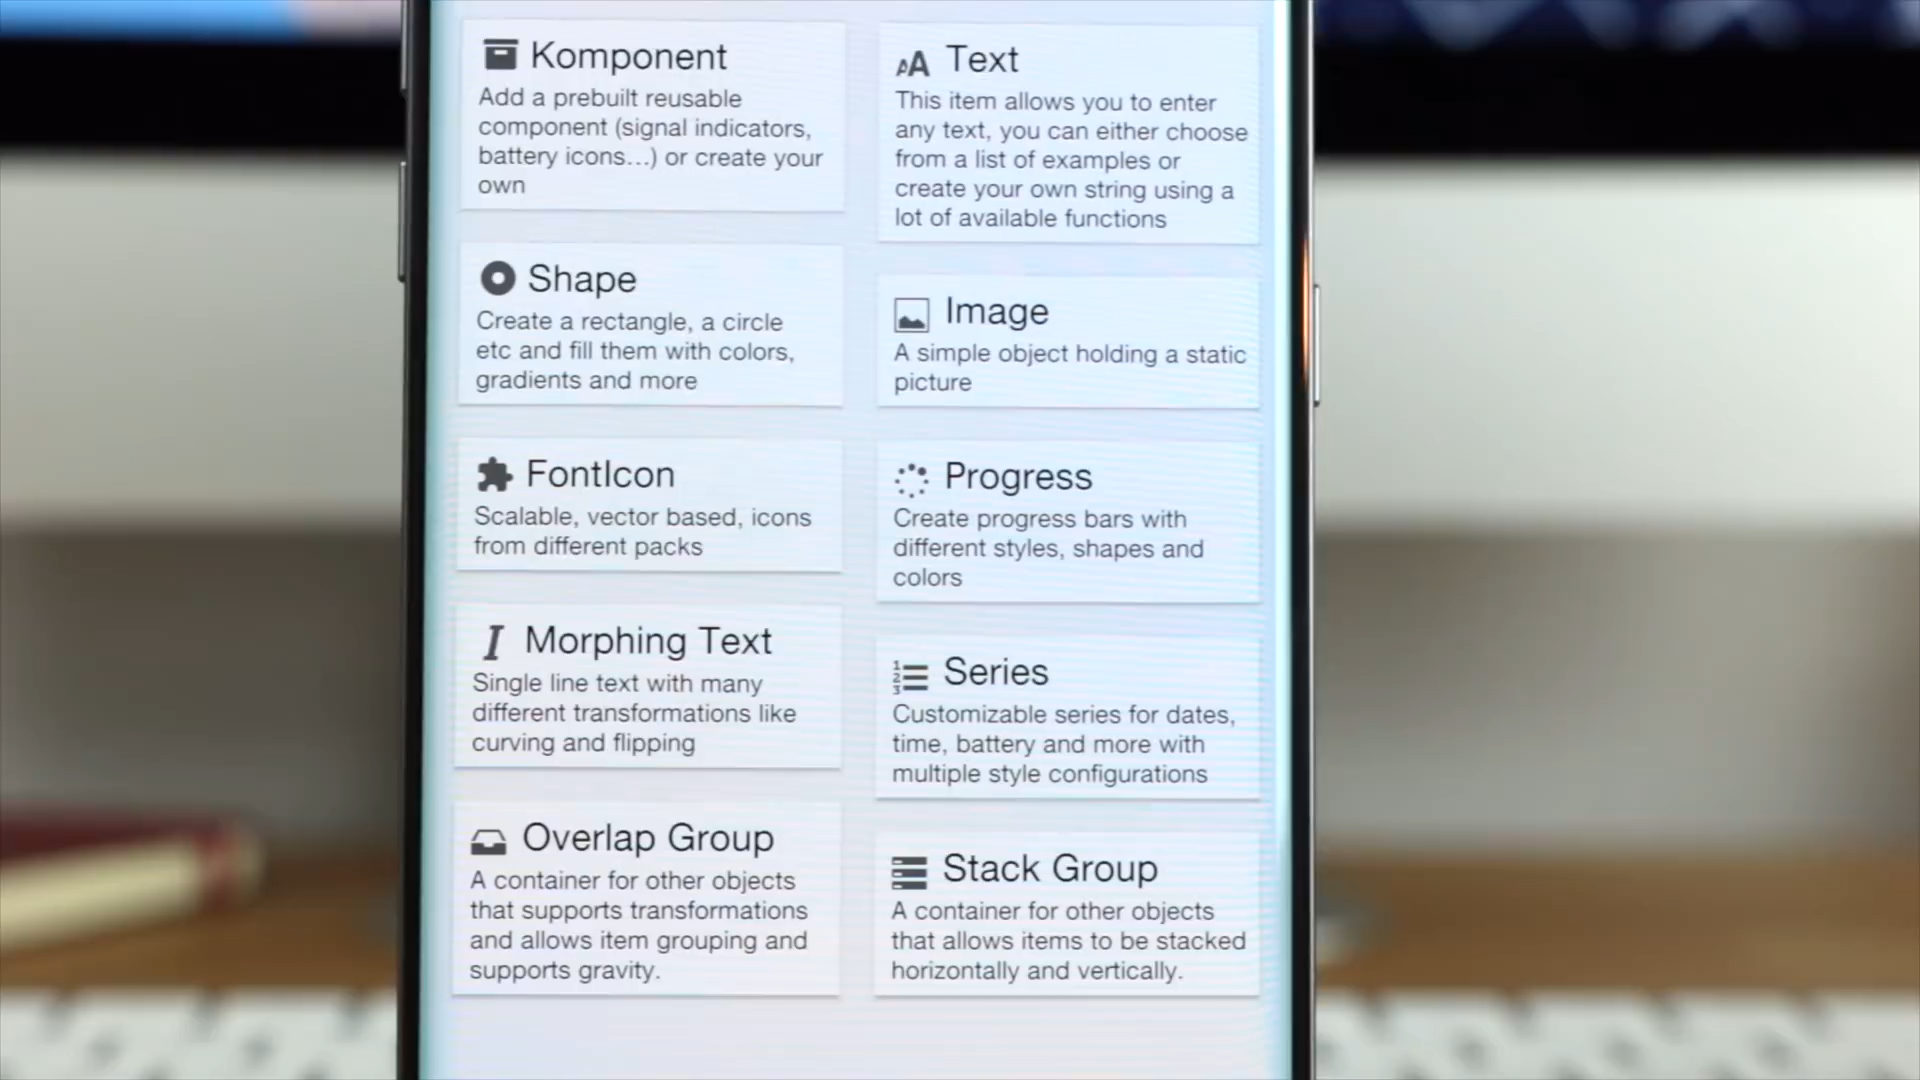 Komponent
Add a prebuilt reusable
component (signal indicators,
battery icons...) or create your
own
Text
This item allows you to enter
any text, you can either choose
from a list of examples or
create your own string using a
lot of available functions
Shape
Create a rectangle, a circle
etc and fill them with colors,
gradients and more
Image
A simple object holding a static
picture
FontIcon
Scalable, vector based, icons
from different packs
Progress
Create progress bars with
different styles, shapes and
colors
Morphing Text
Single line text with many
different transformations like
curving and flipping
Series
Customizable series for dates,
time, battery and more with
multiple style configurations
Overlap Group
A container for other objects
that supports transformations
and allows item grouping and
supports gravity.
Stack Group
A container for other objects
that allows items to be stacked
horizontally and vertically.